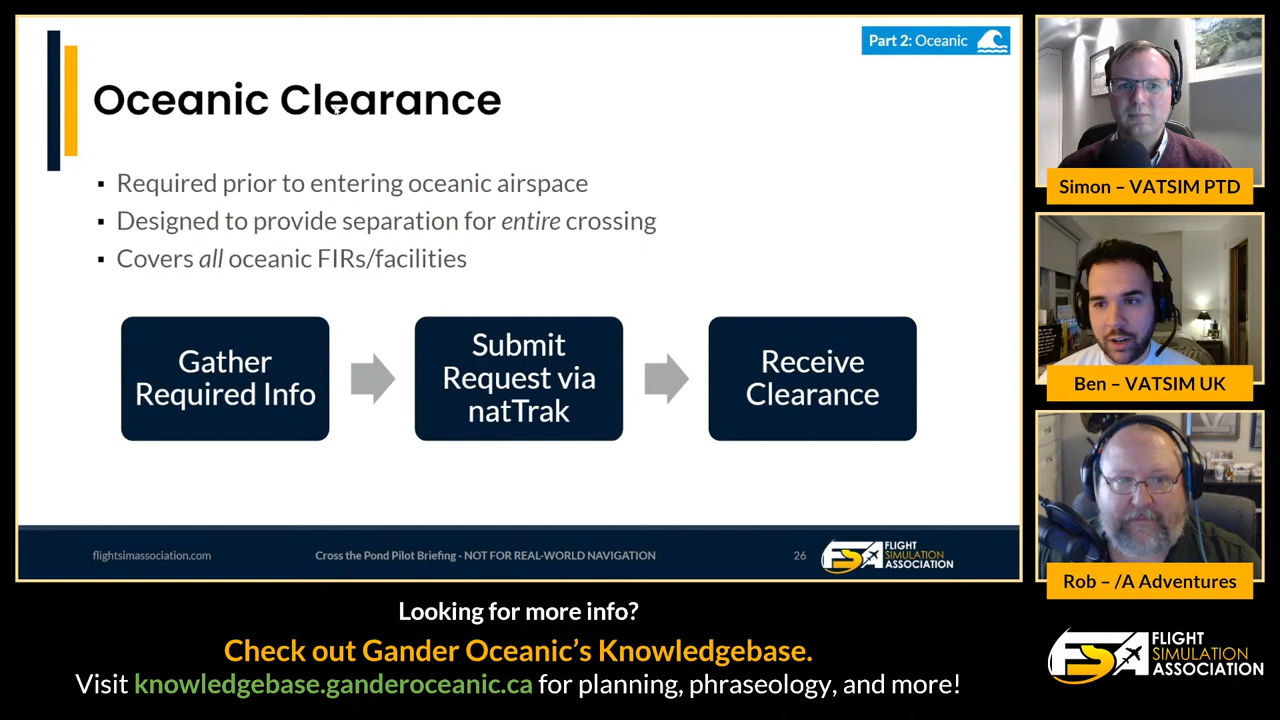 Part 2: Oceanic
Oceanic Clearance
▪ Required prior to entering oceanic airspace
▪ Designed to provide separation for entire crossing
▪ Covers all oceanic FIRs/facilities
Gather
Required Info
Submit
Request via
natTrak
Receive
Clearance
flightsimassociation.com
Cross the Pond Pilot Briefing - NOT FOR REAL-WORLD NAVIGATION
26
FSA
FLIGHT
SIMULATION
ASSOCIATION
Simon – VATSIM PTD
Ben – VATSIM UK
Rob – /A Adventures
Looking for more info?
Check out Gander Oceanic’s Knowledgebase.
Visit knowledgebase.ganderoceanic.ca for planning, phraseology, and more!
FSA
FLIGHT
SIMULATION
ASSOCIATION